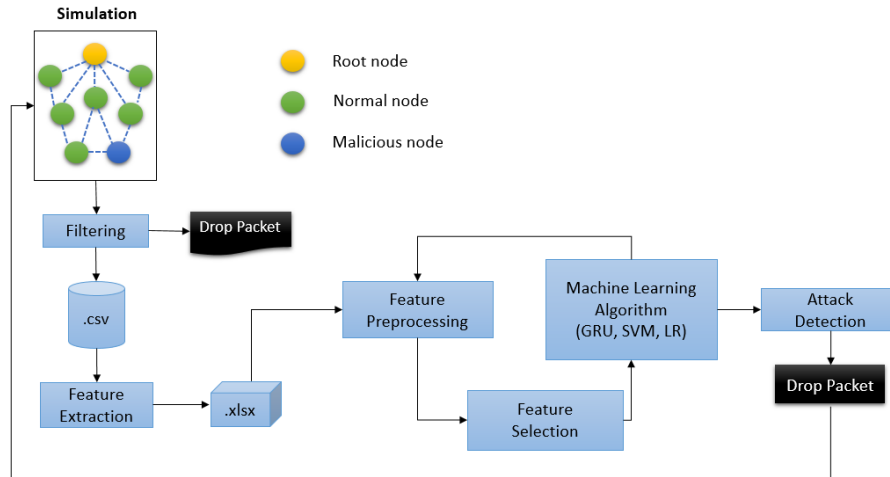 Simulation
Root node
Normal node
Malicious node
Filtering
Drop Packet
.csv
Feature
Extraction
.xlsx
Feature
Preprocessing
Feature
Selection
Machine Learning
Algorithm
(GRU, SVM, LR)
Attack
Detection
Drop Packet